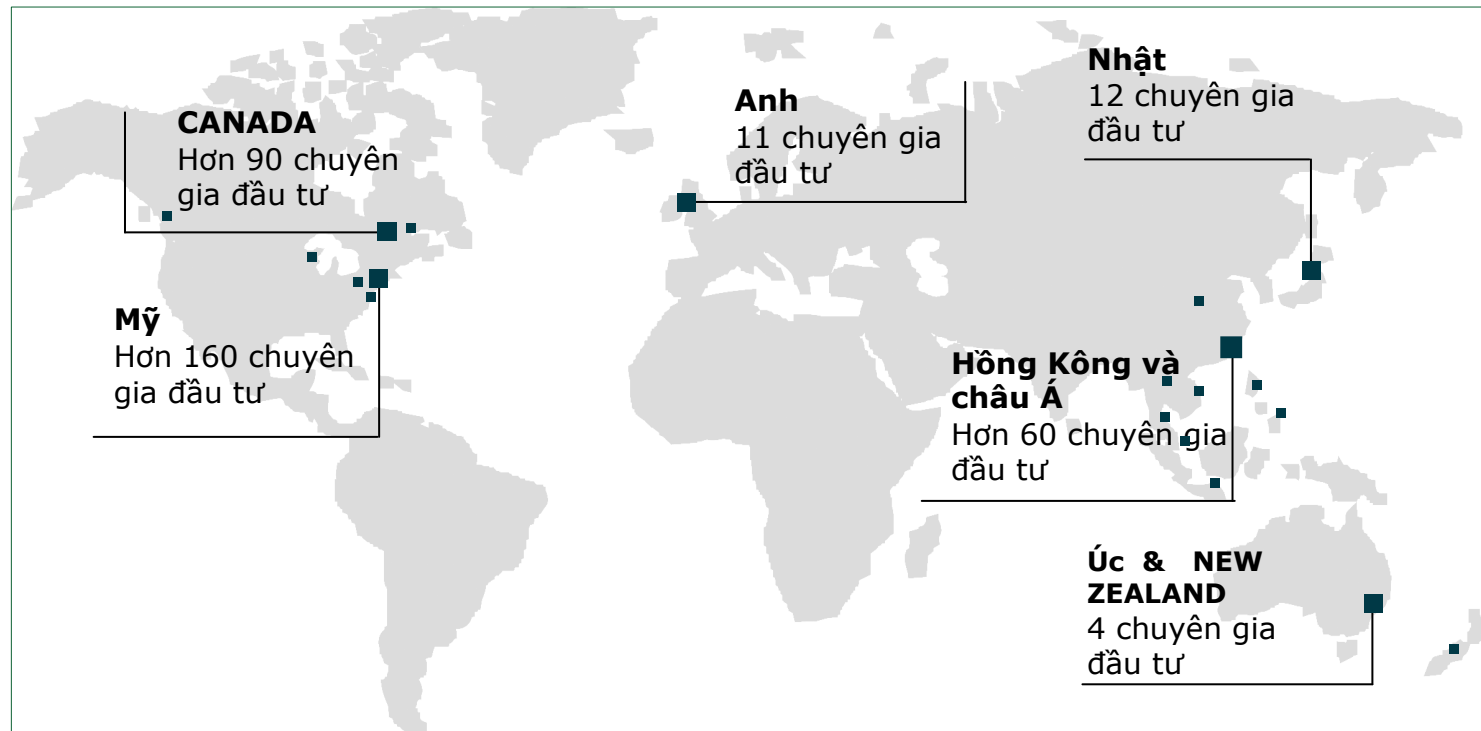 CANADA
Hơn 90 chuyên
gia đầu tư
Anh
11 chuyên gia
đầu tư
Nhật
12 chuyên gia
đầu tư
Mỹ
Hơn 160 chuyên
gia đầu tư
Hồng Kông và
châu Á
Hơn 60 chuyên gia
đầu tư
Úc & NEW
ZEALAND
4 chuyên gia
đầu tư